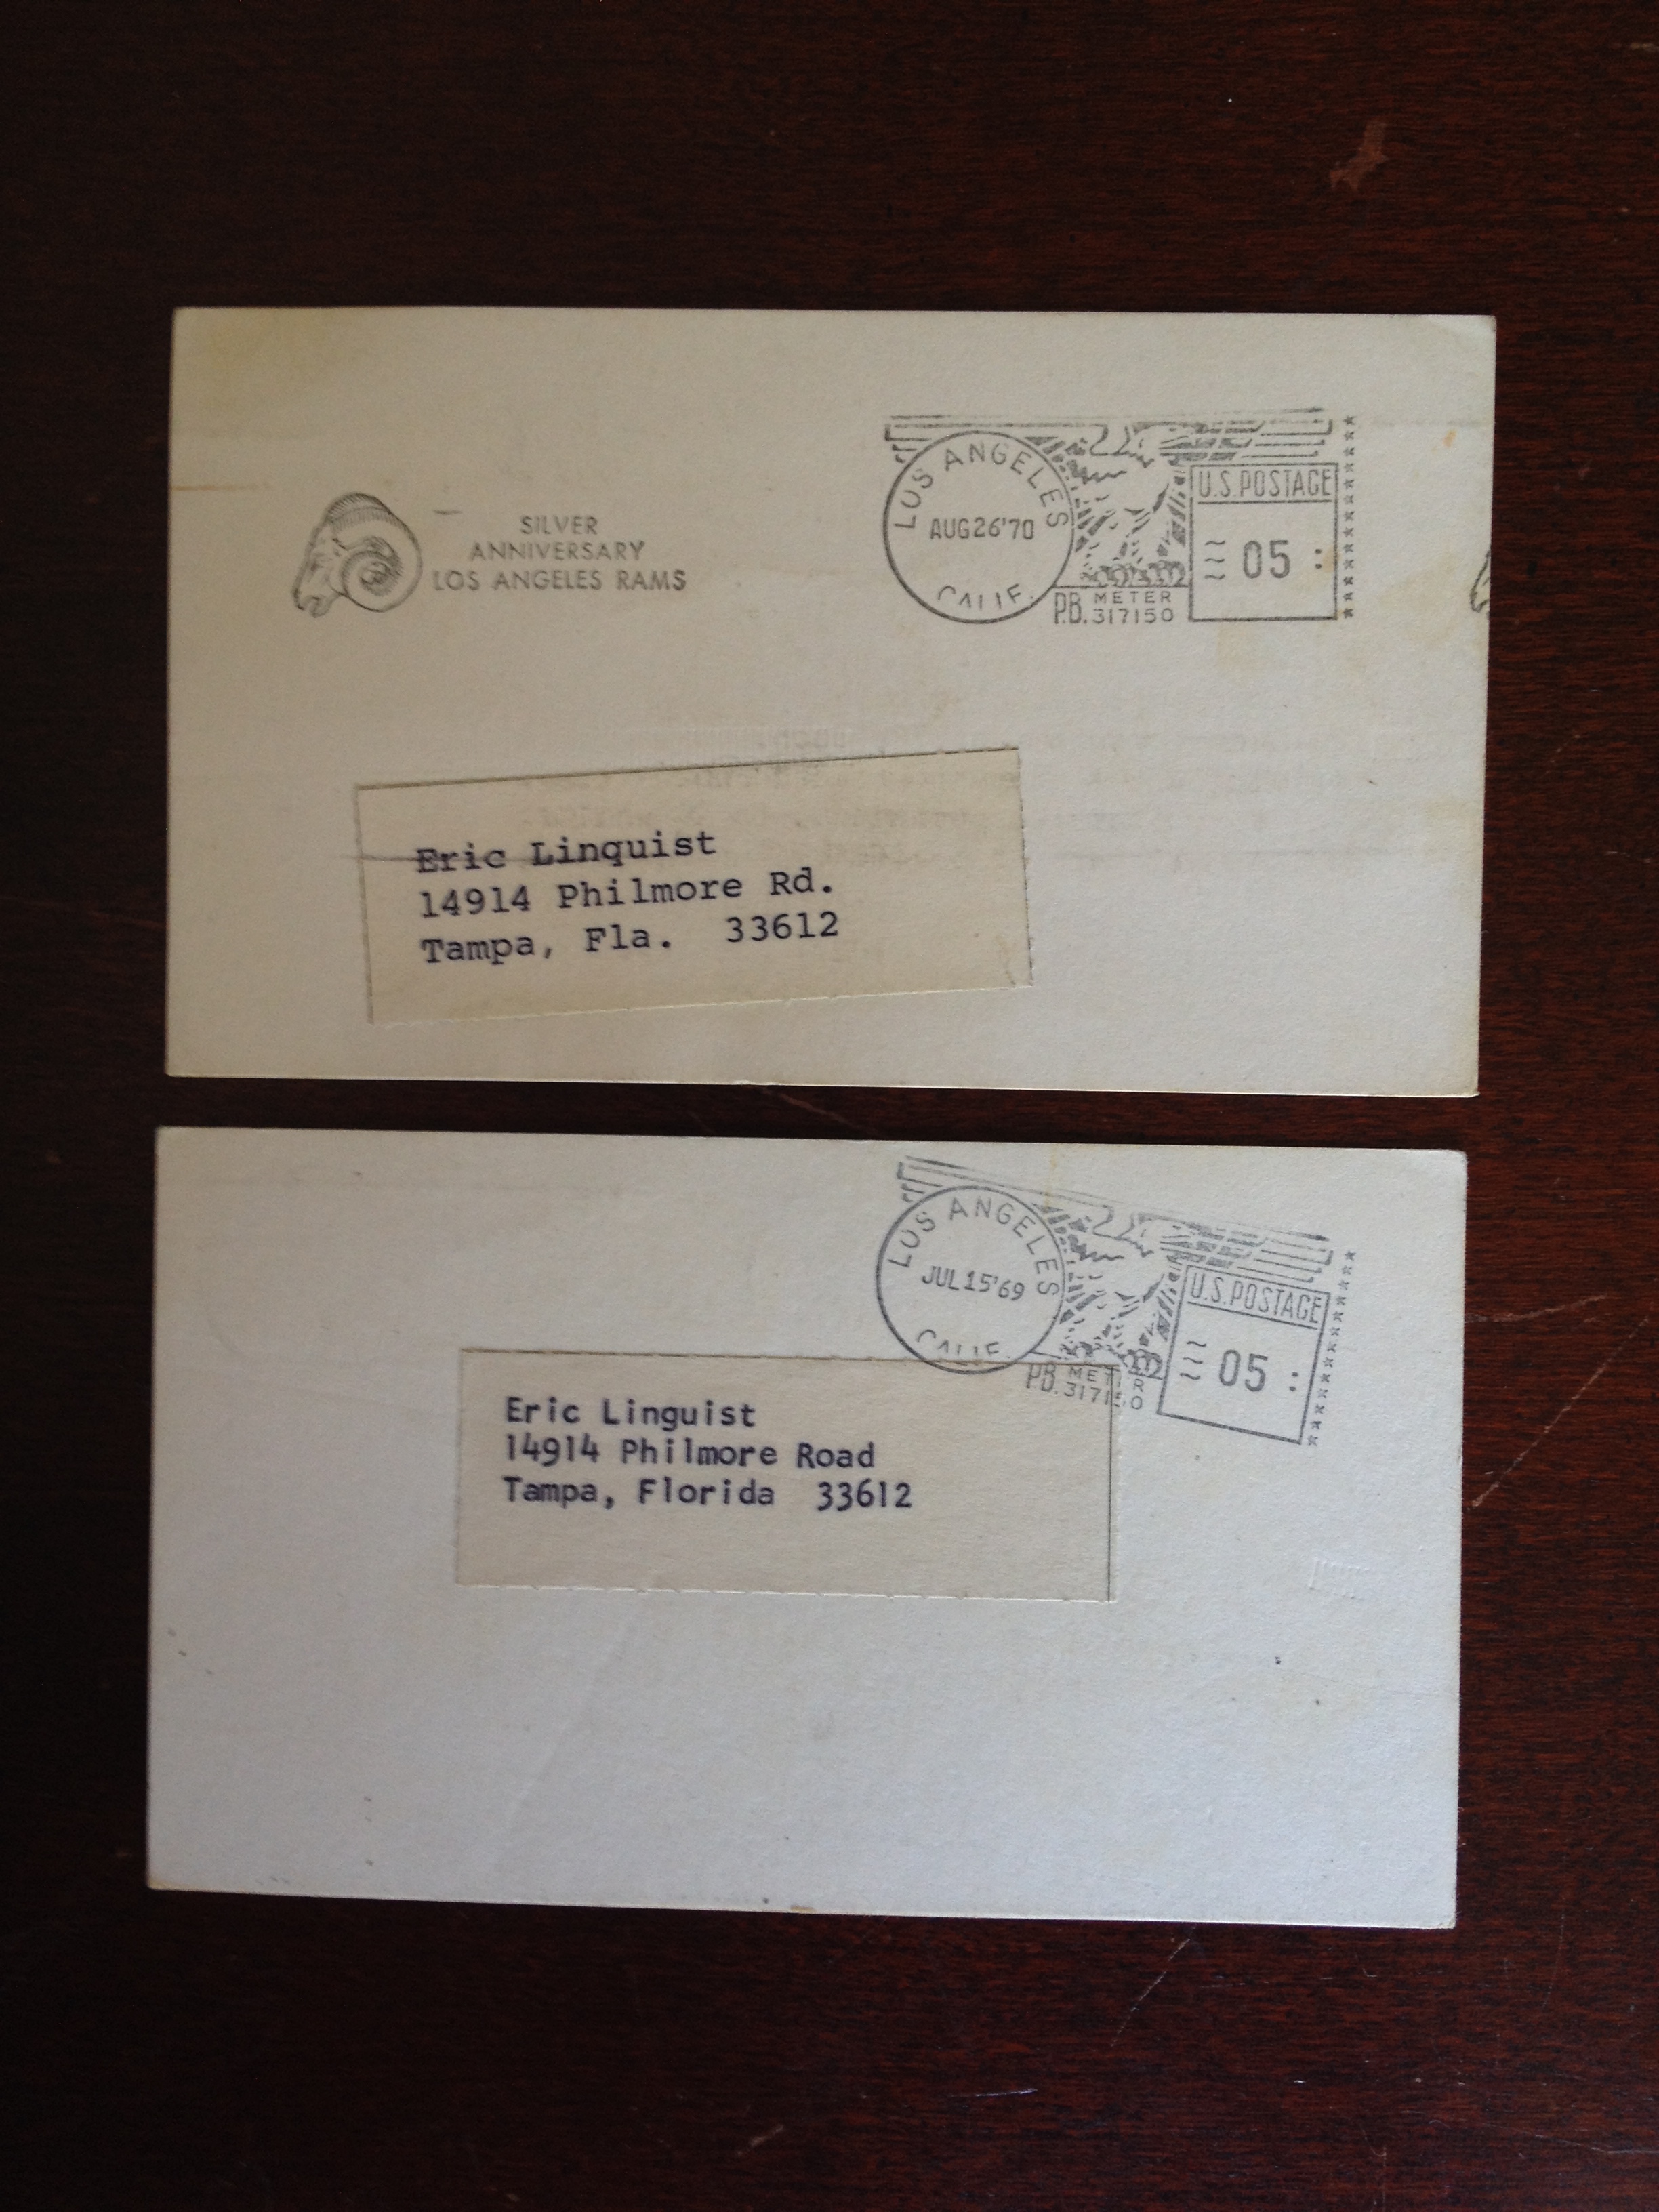 SILVER
ANNIVERSARY
LOS ANGELES RAMS
LOS ANGELES
AUG 26 '70
CALIF.
P.B. METER
317150
U.S. POSTAGE
05
Eric Linquist
14914 Philmore Rd.
Tampa, Fla. 33612
LOS ANGELES
JUL 15 '69
CALIF.
P.B. METER
317150
U.S. POSTAGE
05
Eric Linguist
14914 Philmore Road
Tampa, Florida 33612